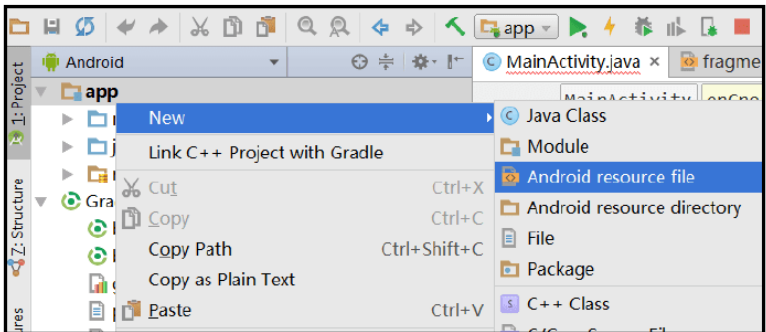 app
Android
MainActivity.java
fragme
1: Project
app
New
Java Class
Link C++ Project with Gradle
Module
Cut Ctrl+X
Android resource file
Copy Ctrl+C
Android resource directory
Copy Path Ctrl+Shift+C
File
Copy as Plain Text
Package
Paste Ctrl+V
C++ Class
Z: Structure
Gra